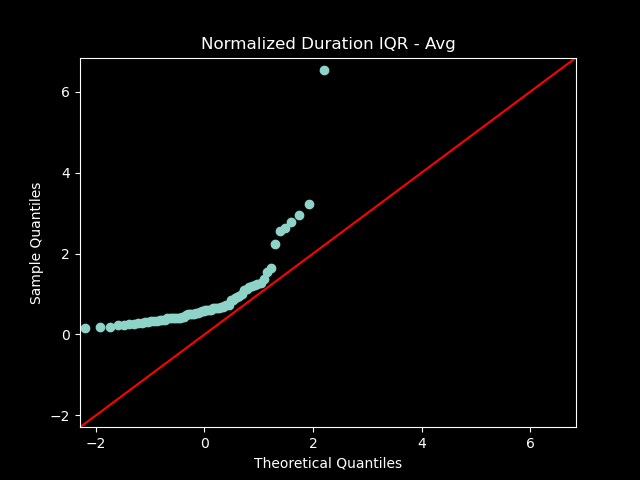 Normalized Duration IQR - Avg
6
4
2
0
−2
Sample Quantiles
−2 0 2 4 6
Theoretical Quantiles